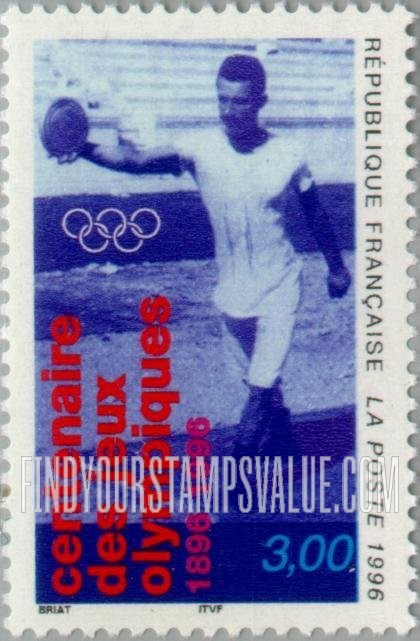 RÉPUBLIQUE FRANÇAISE LA POSTE 1996
centenaire
des jeux
olympiques
1896-1996
FINDYOURSTAMPSVALUE.COM
3,00
BRIAT ITVF